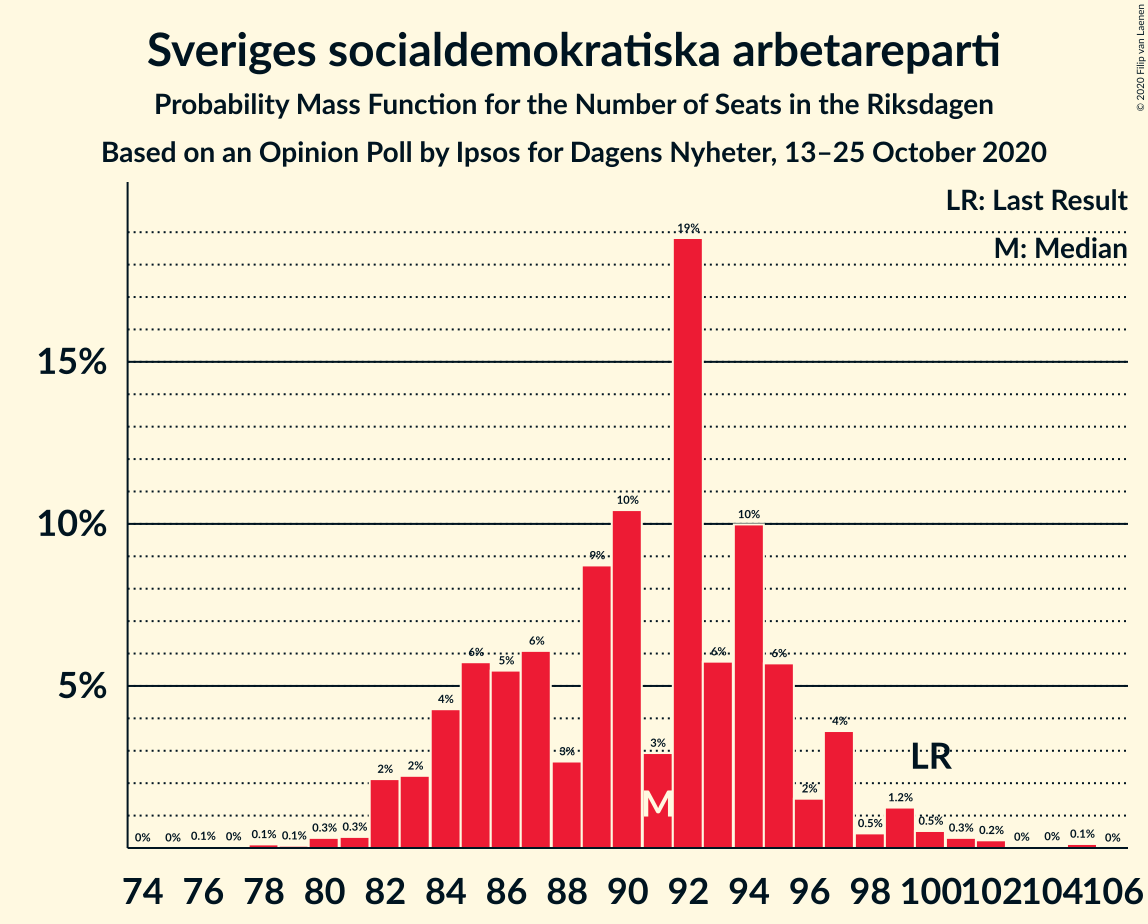 Sveriges socialdemokratiska arbetareparti
Probability Mass Function for the Number of Seats in the Riksdagen
Based on an Opinion Poll by Ipsos for Dagens Nyheter, 13–25 October 2020
© 2020 Filip van Laenen
LR: Last Result
M: Median
15%
10%
5%
0% 0% 0.1% 0% 0.1% 0.1% 0.3% 0.3% 2% 2% 4% 6% 5% 6% 3% 9% 10% 3% 19% 6% 10% 6% 2% 4% 0.5% 1.2% 0.5% 0.3% 0.2% 0% 0% 0.1% 0%
LR
M
74 76 78 80 82 84 86 88 90 92 94 96 98 100 102 104 106